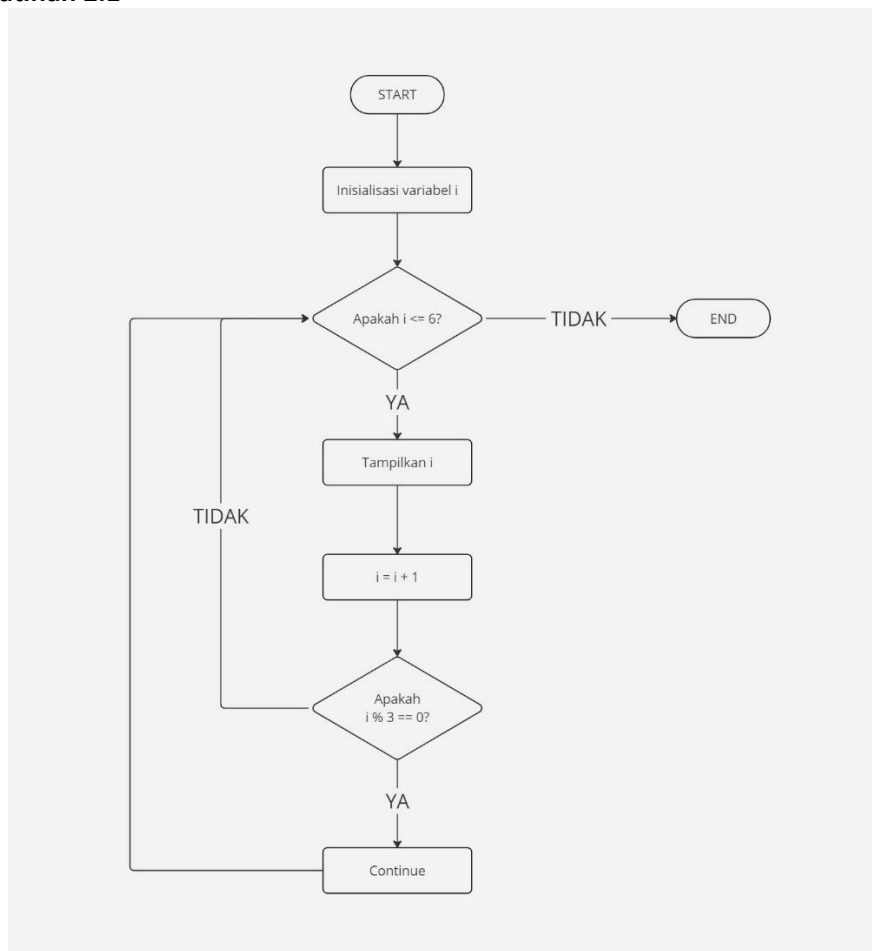 START
Inisialisasi variabel i
Apakah i <= 6?
TIDAK
END
YA
Tampilkan i
TIDAK
i = i + 1
Apakah
i % 3 == 0?
YA
Continue